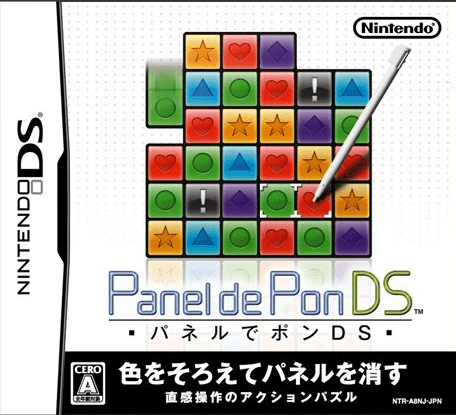 Nintendo
NINTENDO DS
Panel de Pon DS™
・パネルでポンDS・
CERO
A
全年齢対象
色をそろえてパネルを消す
直感操作のアクションパズル
NTR-A8NJ-JPN